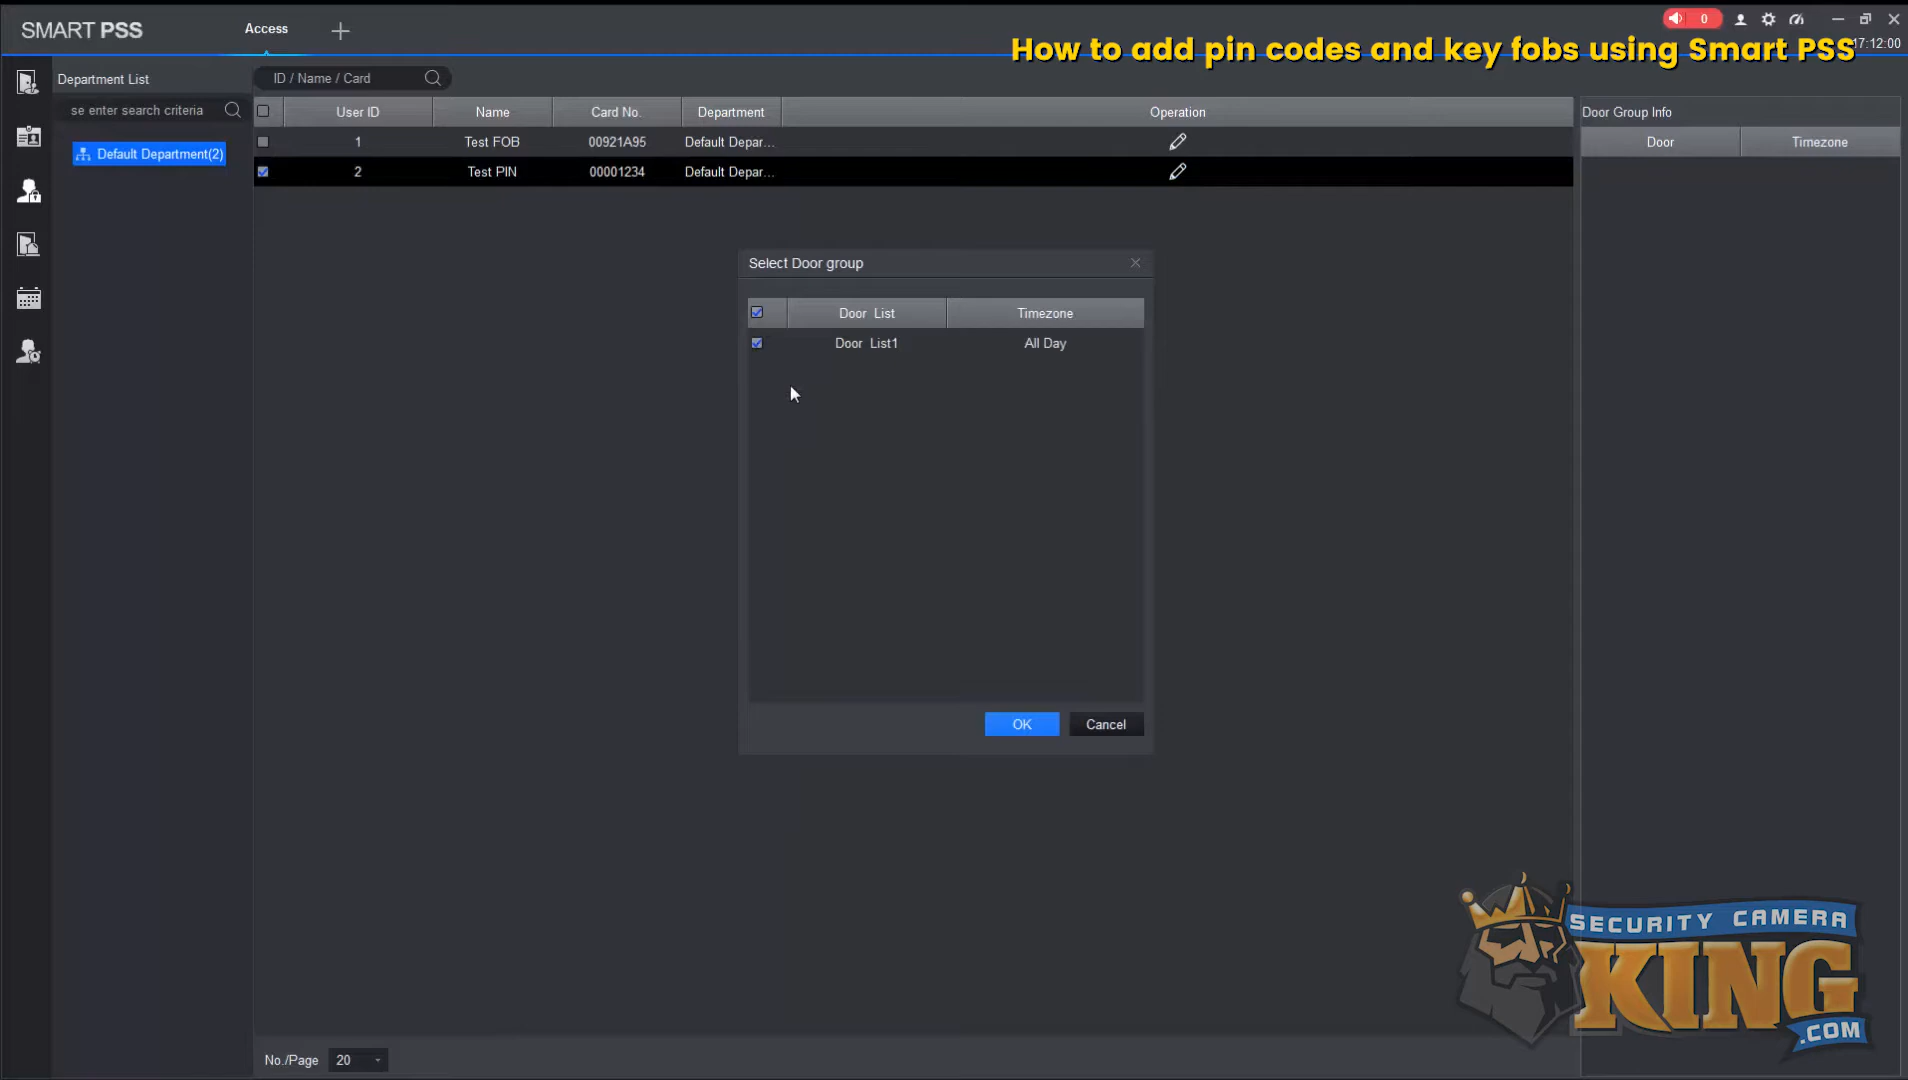 SMART PSS
Access
0
17:12:00
How to add pin codes and key fobs using Smart PSS
Department List
se enter search criteria
Default Department(2)
ID / Name / Card
User ID Name Card No. Department Operation
1 Test FOB 00921A95 Default Depar...
2 Test PIN 00001234 Default Depar...
Door Group Info
Door Timezone
Select Door group
Door List Timezone
Door List1 All Day
OK Cancel
No./Page 20
SECURITY CAMERA
KING
.COM